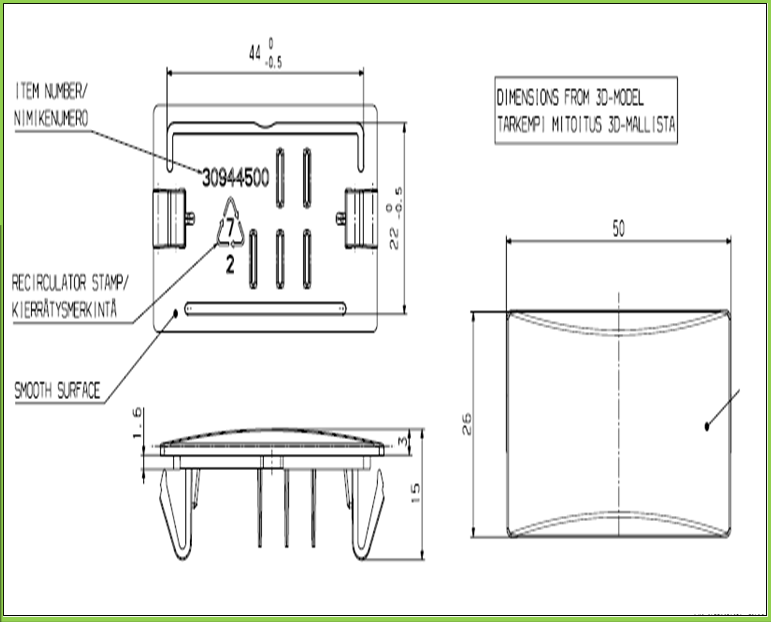 44 0
-0.5
ITEM NUMBER/
NIMIKENUMERO
DIMENSIONS FROM 3D-MODEL
TARKEMPI MITOITUS 3D-MALLISTA
30944500
7
2
22 0
-0.5
50
RECIRCULATOR STAMP/
KIERRÄTYSMERKINTÄ
SMOOTH SURFACE
1.6
3
15
26